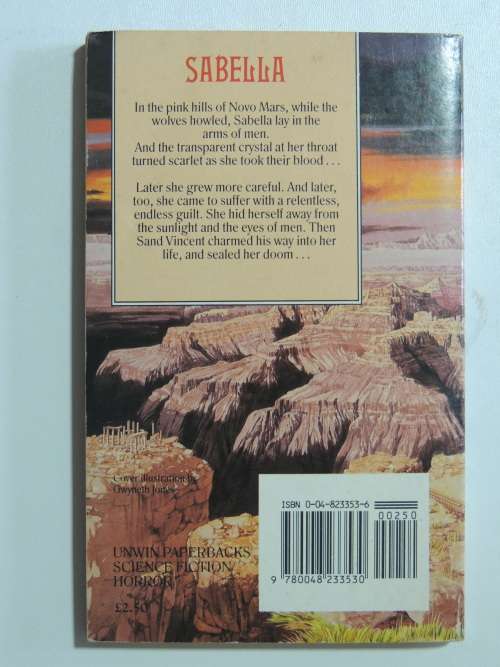 SABELLA
In the pink hills of Novo Mars, while the
wolves howled, Sabella lay in the
arms of men.
And the transparent crystal at her throat
turned scarlet as she took their blood . . .
Later she grew more careful. And later,
too, she came to suffer with a relentless,
endless guilt. She hid herself away from
the sunlight and the eyes of men. Then
Sand Vincent charmed his way into her
life, and sealed her doom . . .
Cover illustration by
Gwyneth Jones
UNWIN PAPERBACKS
SCIENCE FICTION
HORROR
£2.50
ISBN 0-04-823353-6
00250
9 780048 233530